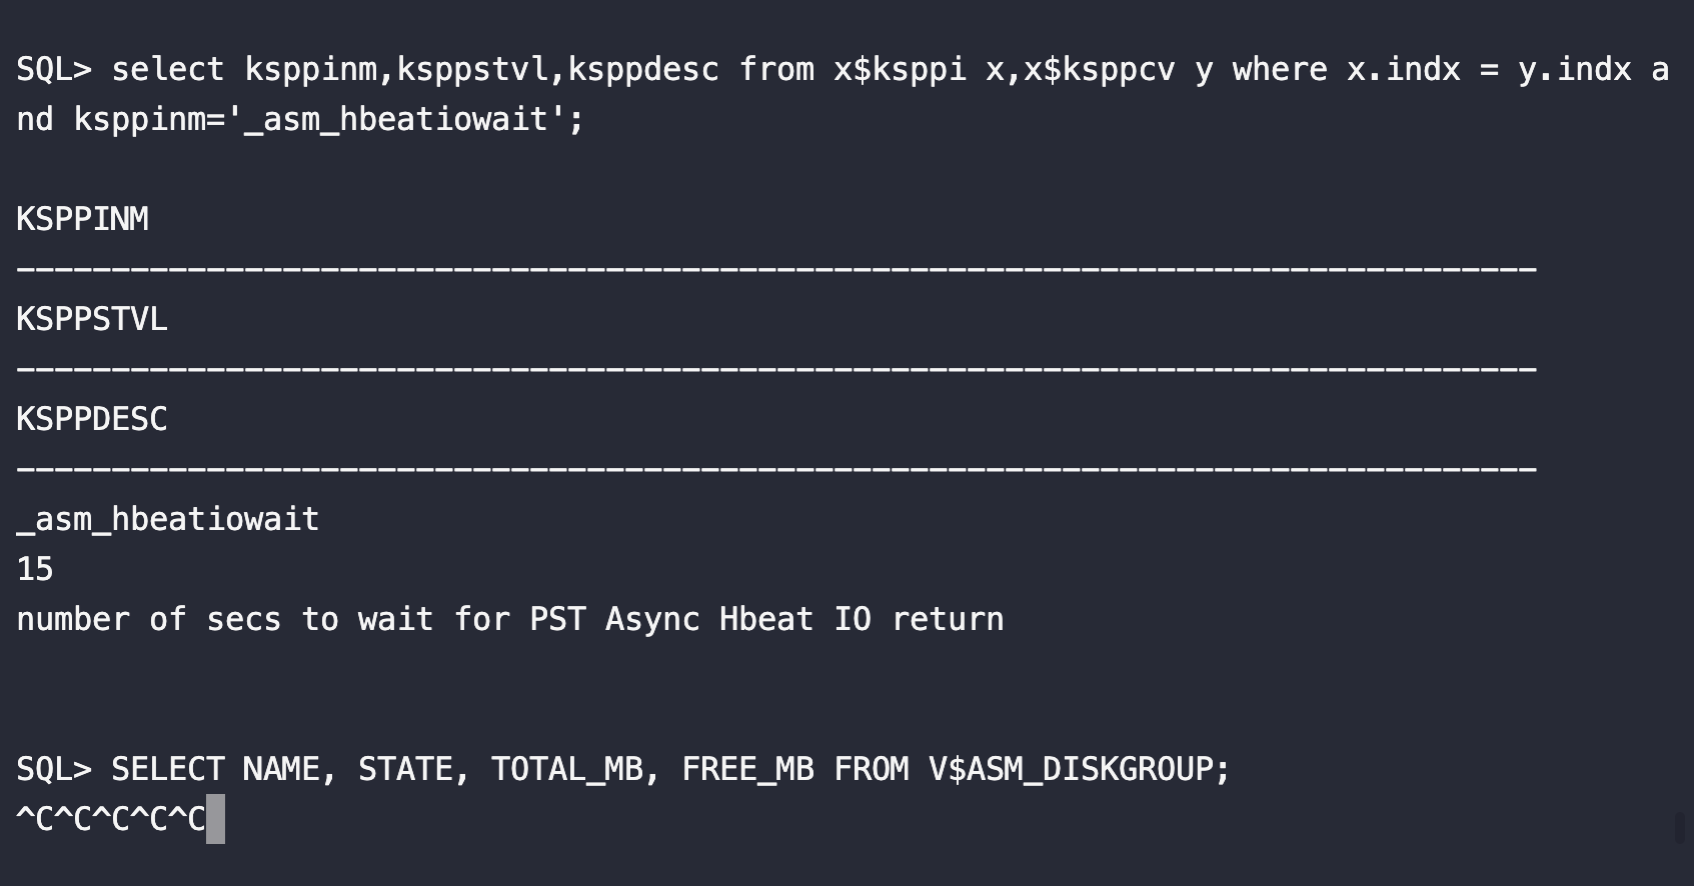 SQL> select ksppinm,ksppstvl,ksppdesc from x$ksppi x,x$ksppcv y where x.indx = y.indx a
nd ksppinm='_asm_hbeatiowait';
KSPPINM
--------------------------------------------------------------------------------
KSPPSTVL
--------------------------------------------------------------------------------
KSPPDESC
--------------------------------------------------------------------------------
_asm_hbeatiowait
15
number of secs to wait for PST Async Hbeat IO return
SQL> SELECT NAME, STATE, TOTAL_MB, FREE_MB FROM V$ASM_DISKGROUP;
^C^C^C^C^C